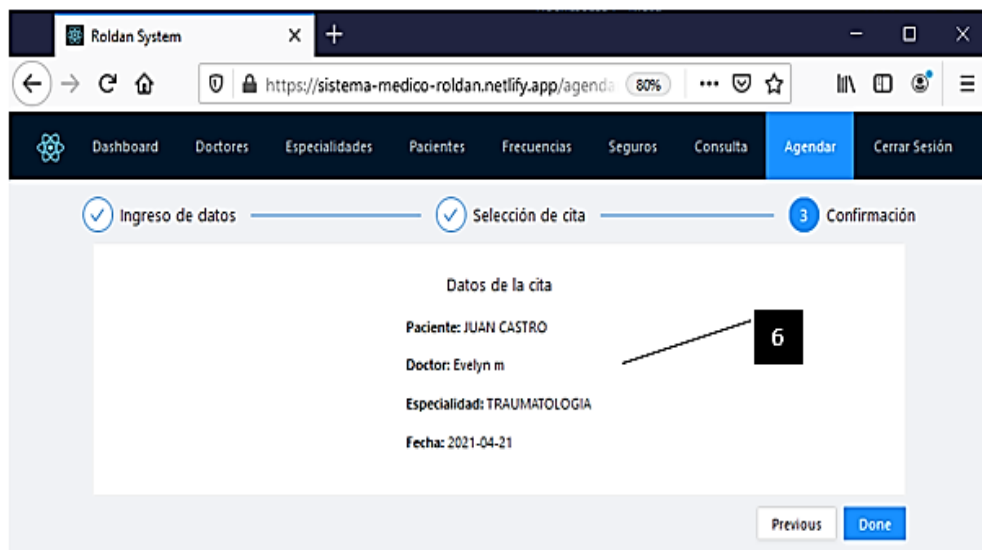 Roldan System
https://sistema-medico-roldan.netlify.app/agenda 80%
Dashboard Doctores Especialidades Pacientes Frecuencias Seguros Consulta Agendar Cerrar Sesión
Ingreso de datos Selección de cita 3 Confirmación
Datos de la cita
Paciente: JUAN CASTRO
6
Doctor: Evelyn m
Especialidad: TRAUMATOLOGIA
Fecha: 2021-04-21
Previous Done